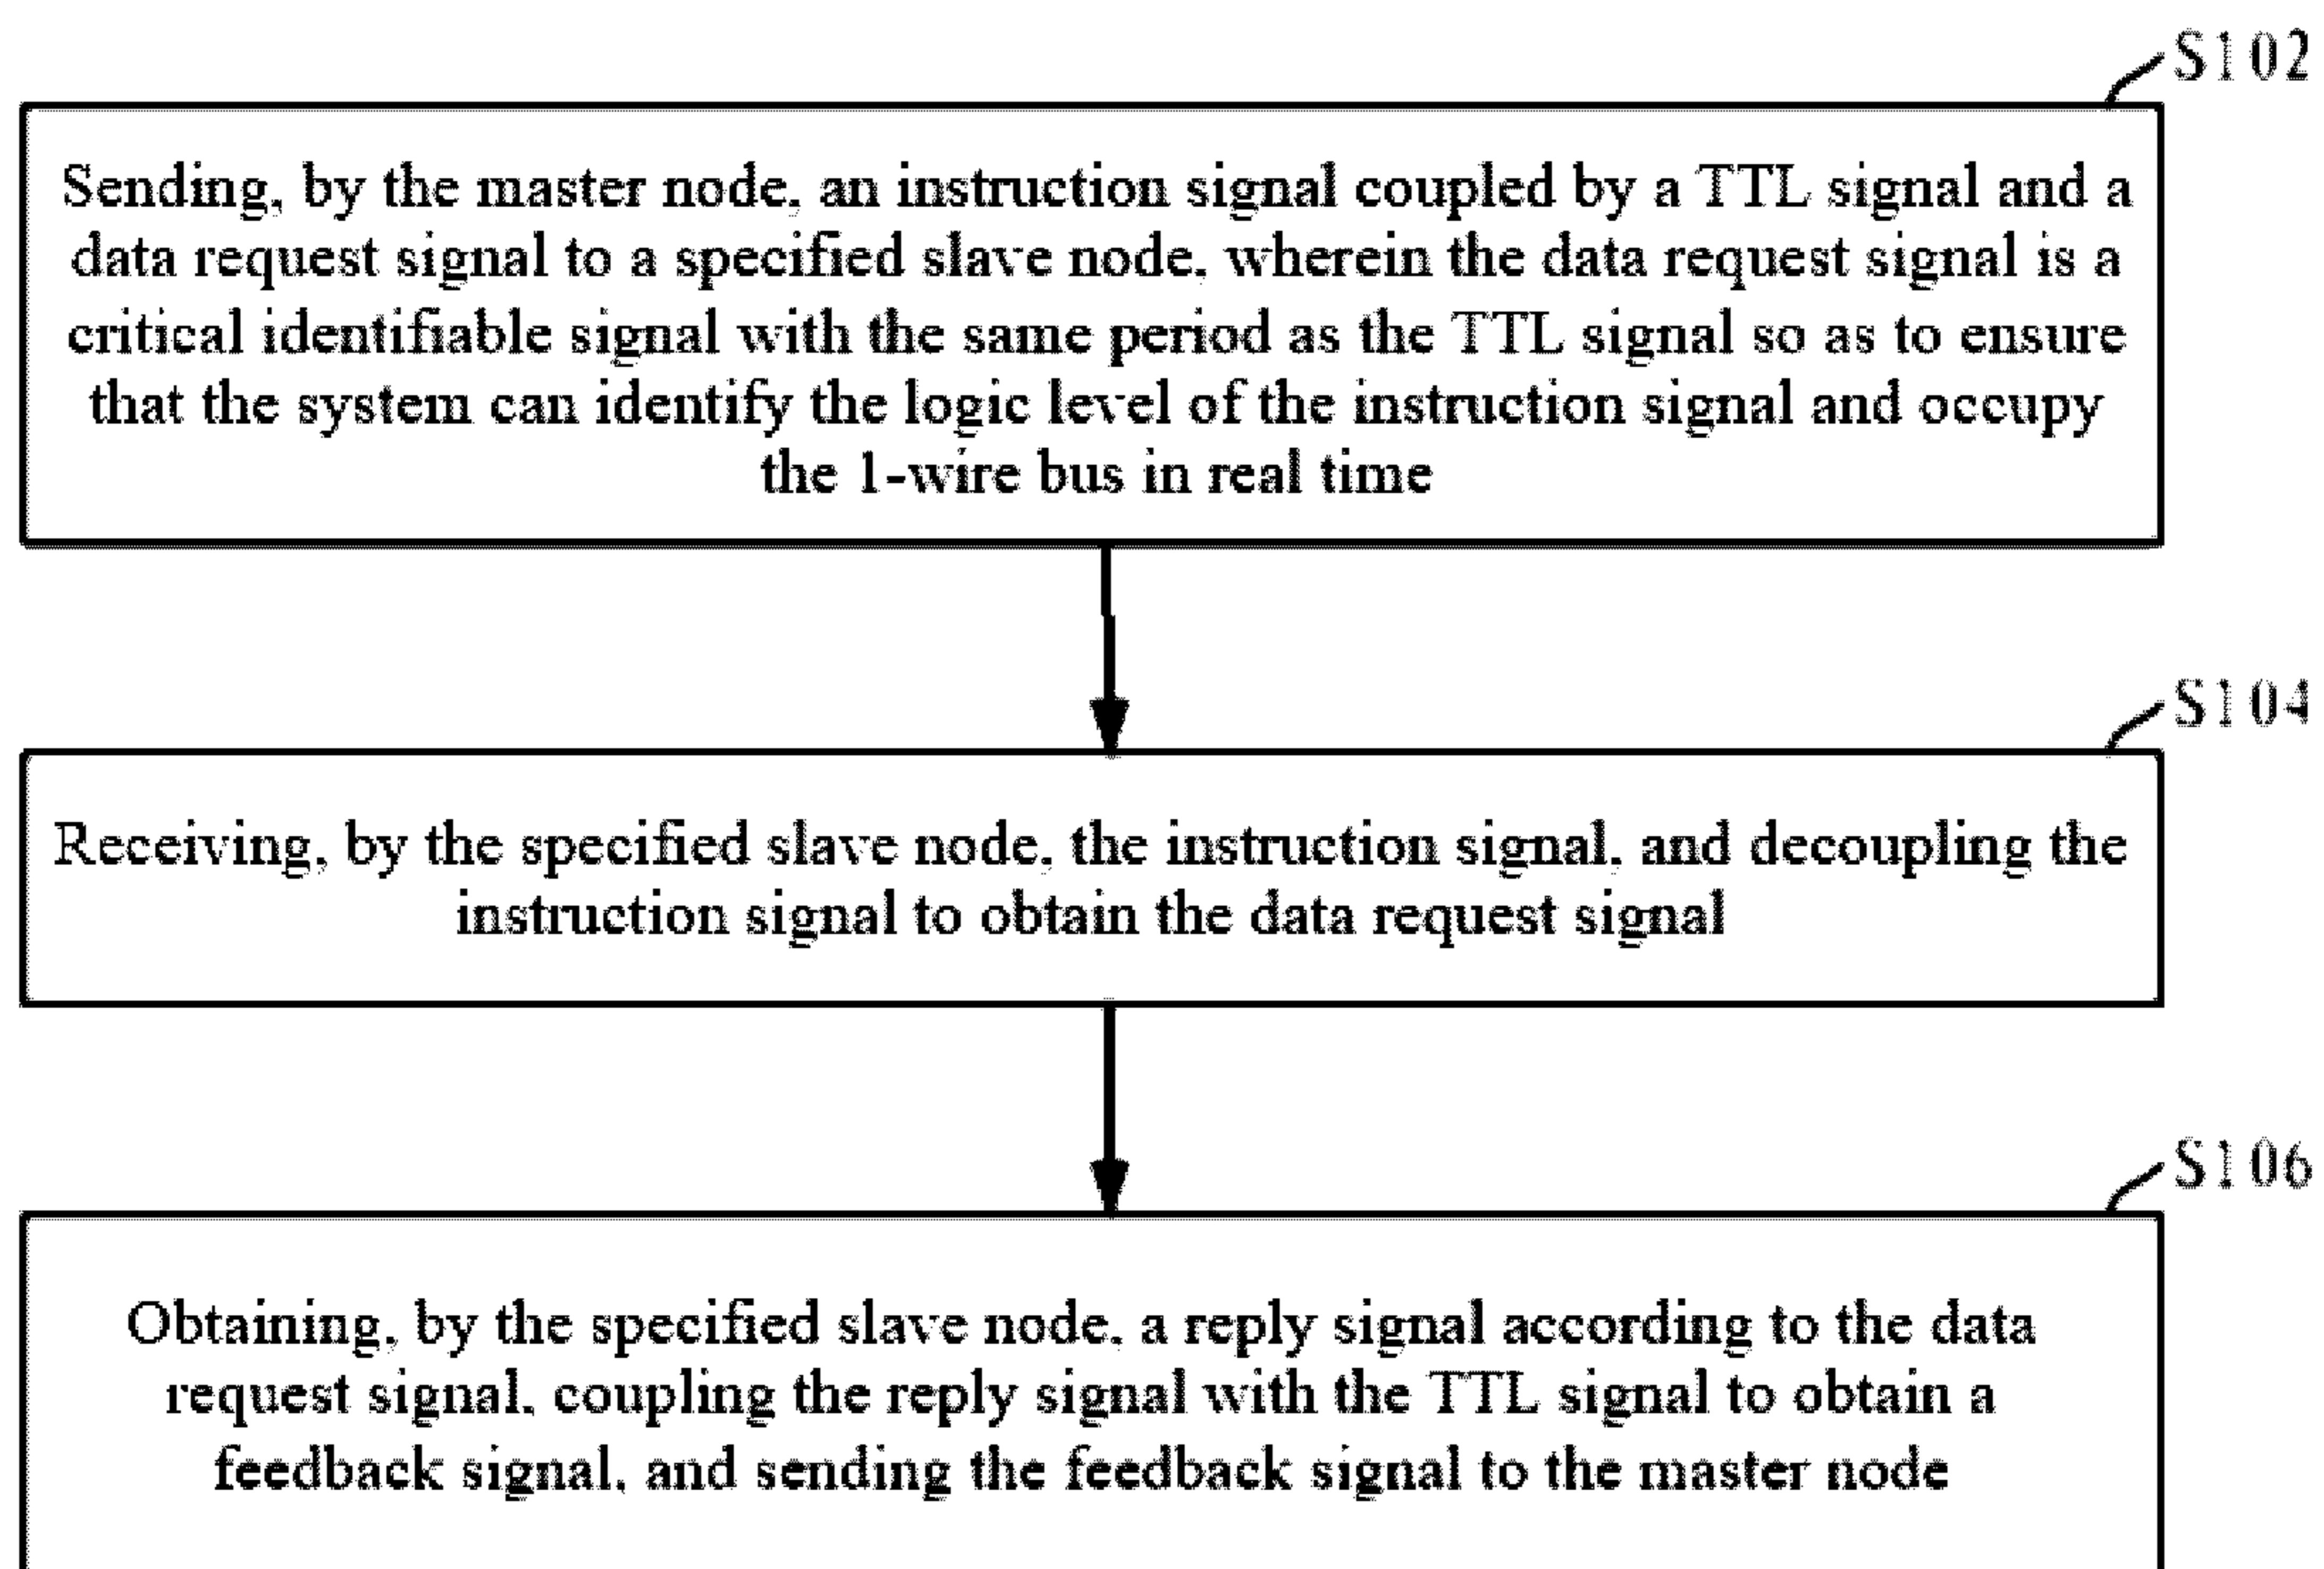 S102
Sending, by the master node, an instruction signal coupled by a TTL signal and a
data request signal to a specified slave node, wherein the data request signal is a
critical identifiable signal with the same period as the TTL signal so as to ensure
that the system can identify the logic level of the instruction signal and occupy
the 1-wire bus in real time
S104
Receiving, by the specified slave node, the instruction signal, and decoupling the
instruction signal to obtain the data request signal
S106
Obtaining, by the specified slave node, a reply signal according to the data
request signal, coupling the reply signal with the TTL signal to obtain a
feedback signal, and sending the feedback signal to the master node